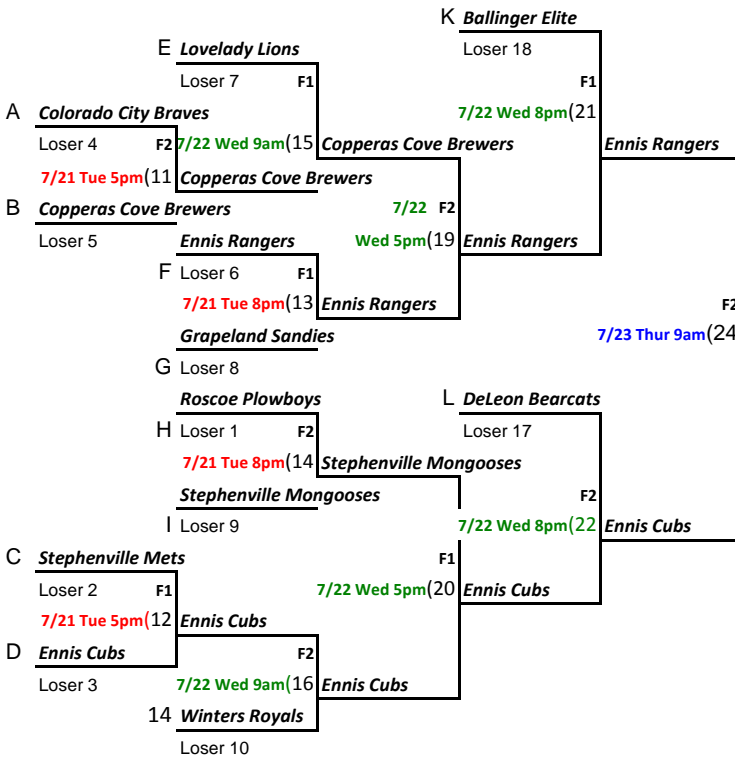 K Ballinger Elite
E Lovelady Lions
Loser 18
Loser 7 F1
F1
A Colorado City Braves
7/22 Wed 8pm(21
Loser 4 F2 7/22 Wed 9am(15 Copperas Cove Brewers
Ennis Rangers
7/21 Tue 5pm(11 Copperas Cove Brewers
B Copperas Cove Brewers
7/22 F2
Loser 5 Ennis Rangers
Wed 5pm(19 Ennis Rangers
F Loser 6 F1
7/21 Tue 8pm(13 Ennis Rangers
F2
Grapeland Sandies
7/23 Thur 9am(24
G Loser 8
Roscoe Plowboys
L DeLeon Bearcats
H Loser 1 F2
Loser 17
7/21 Tue 8pm(14 Stephenville Mongooses
Stephenville Mongooses
F2
I Loser 9
7/22 Wed 8pm(22 Ennis Cubs
C Stephenville Mets
F1
Loser 2 F1
7/22 Wed 5pm(20 Ennis Cubs
7/21 Tue 5pm(12 Ennis Cubs
D Ennis Cubs
F2
Loser 3
7/22 Wed 9am(16 Ennis Cubs
14 Winters Royals
Loser 10